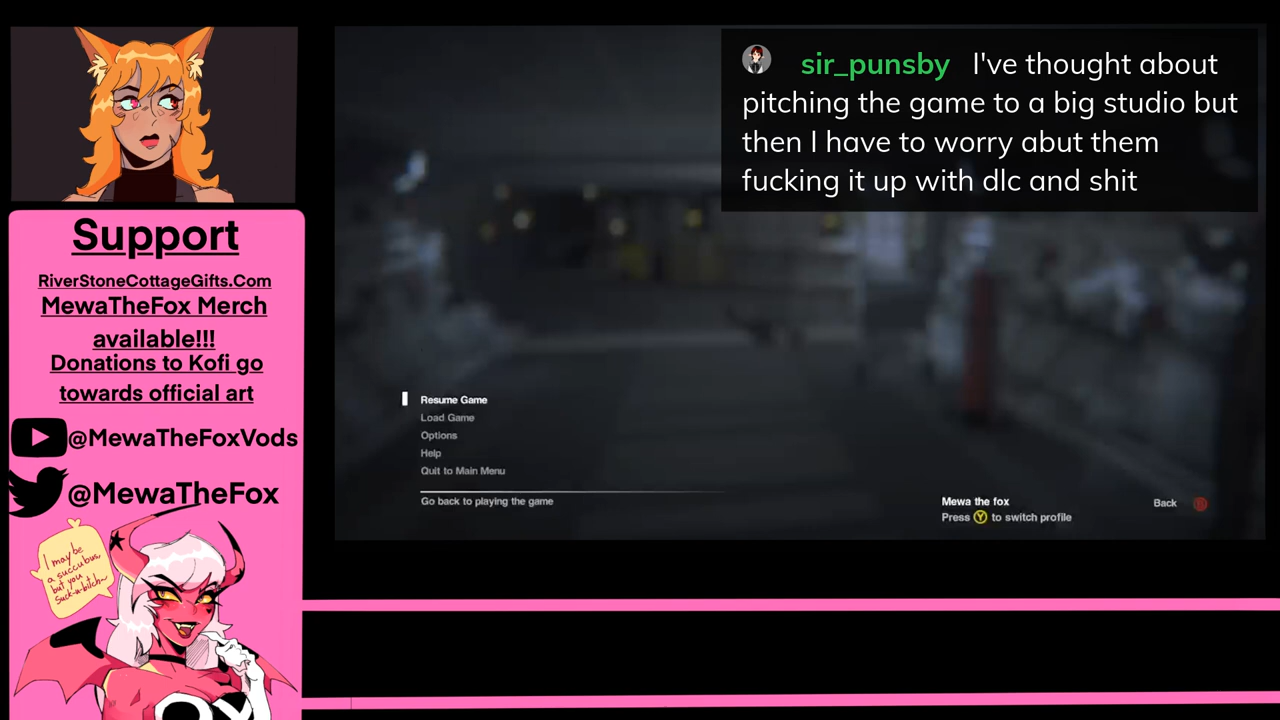 sir_punsby I've thought about
pitching the game to a big studio but
then I have to worry abut them
fucking it up with dlc and shit
Support
RiverStoneCottageGifts.Com
MewaTheFox Merch
available!!!
Donations to Kofi go
towards official art
@MewaTheFoxVods
@MewaTheFox
I may be
a succubus,
but you
suck-a-bitch~
Resume Game
Load Game
Options
Help
Quit to Main Menu
Go back to playing the game
Mewa the fox
Press Y to switch profile
Back